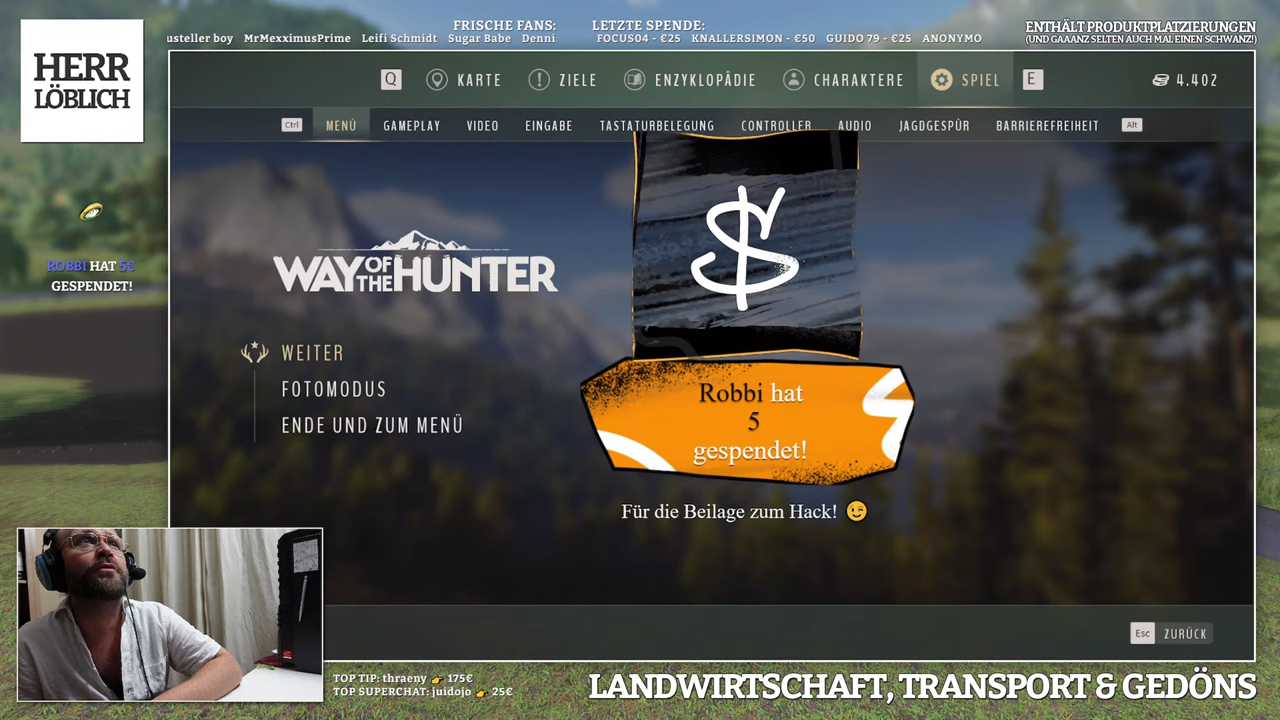 HERR
LÖBLICH
FRISCHE FANS:
usteller boy MrMexximusPrime Leifi Schmidt Sugar Babe Denni
LETZTE SPENDE:
FOCUS04 - €25 KNALLERSIMON - €50 GUIDO 79 - €25 ANONYMO
ENTHÄLT PRODUKTPLATZIERUNGEN
(UND GAAANZ SELTEN AUCH MAL EINEN SCHWANZ!)
Q KARTE ZIELE ENZYKLOPÄDIE CHARAKTERE SPIEL E 4,402
Ctrl MENÜ GAMEPLAY VIDEO EINGABE TASTATURBELEGUNG CONTROLLER AUDIO JAGDGESPÜR BARRIEREFREIHEIT Alt
ROBBI HAT 5€
GESPENDET!
WAY OF THE HUNTER
WEITER
FOTOMODUS
ENDE UND ZUM MENÜ
$
Robbi hat
5
gespendet!
Für die Beilage zum Hack! 😉
Esc ZURÜCK
TOP TIP: thraeny 👉 175€
TOP SUPERCHAT: juidojo 👉 25€
LANDWIRTSCHAFT, TRANSPORT & GEDÖNS